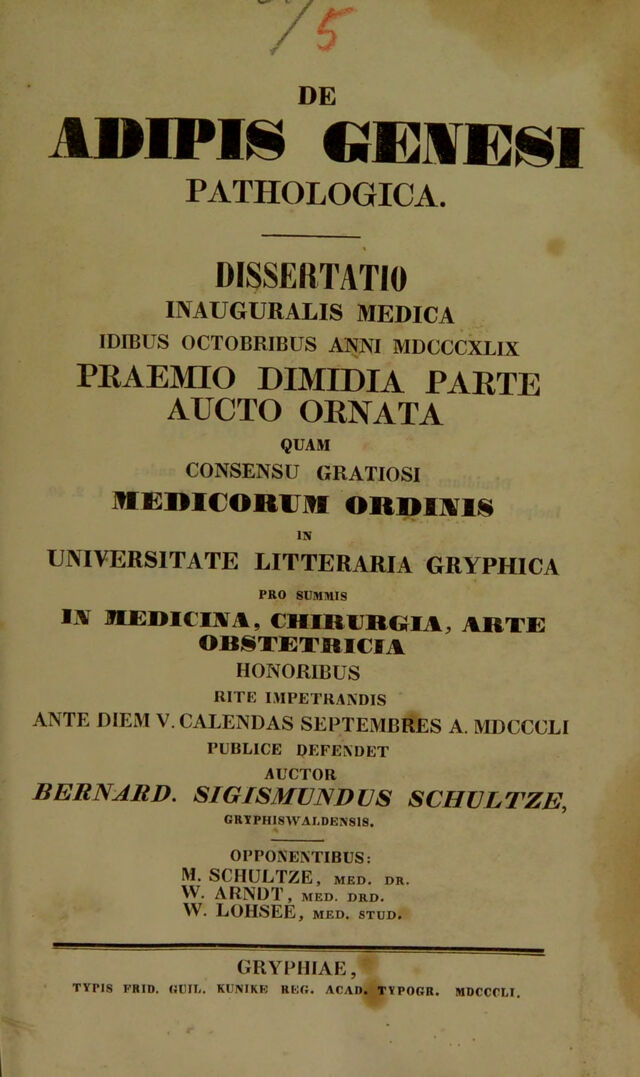 / 5
DE
ADIPIS GENESI
PATHOLOGICA.
DISSERTATIO
INAUGURALIS MEDICA
IDIBUS OCTOBRIBUS ANNI MDCCCXLIX
PRAEMIO DIMIDIA PARTE
AUCTO ORNATA
QUAM
CONSENSU GRATIOSI
MEDICORUM ORDINIS
IN
UNIVERSITATE LITTERARIA GRYPHICA
PRO SUMMIS
IN MEDICINA, CHIRURGIA, ARTE
OBSTETRICIA
HONORIBUS
RITE IMPETRANDIS
ANTE DIEM V. CALENDAS SEPTEMBRES A. MDCCCLI
PUBLICE DEFENDET
AUCTOR
BERNARD. SIGISMUNDUS SCHULTZE,
GRYPHISWALDENSIS.
OPPONENTIBUS:
M. SCHULTZE, MED. DR.
W. ARNDT, MED. DRD.
W. LOHSEE, MED. STUD.
GRYPHIAE,
TYPIS FRID. GUIL. KUNIKE REG. ACAD. TYPOGR. MDCCCLI.